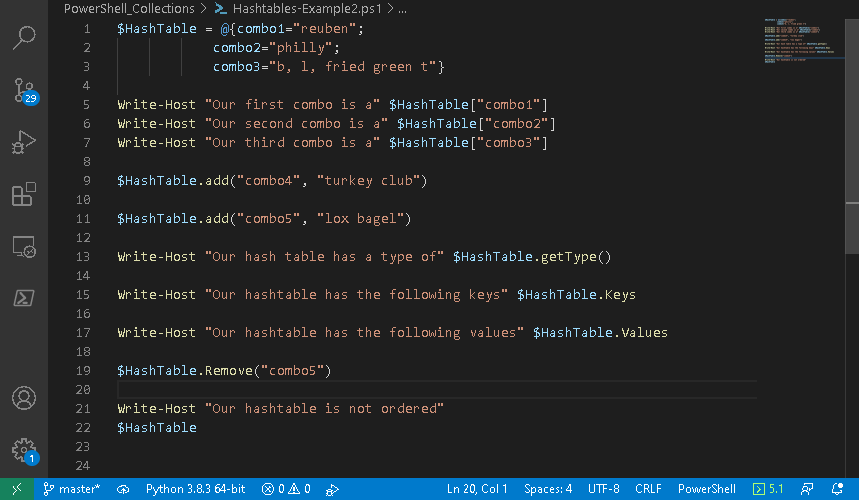 PowerShell_Collections > Hashtables-Example2.ps1 > ...
1 $HashTable = @{combo1="reuben";
2 combo2="philly";
3 combo3="b, l, fried green t"}
4
5 Write-Host "Our first combo is a" $HashTable["combo1"]
6 Write-Host "Our second combo is a" $HashTable["combo2"]
7 Write-Host "Our third combo is a" $HashTable["combo3"]
8
9 $HashTable.add("combo4", "turkey club")
10
11 $HashTable.add("combo5", "lox bagel")
12
13 Write-Host "Our hash table has a type of" $HashTable.getType()
14
15 Write-Host "Our hashtable has the following keys" $HashTable.Keys
16
17 Write-Host "Our hashtable has the following values" $HashTable.Values
18
19 $HashTable.Remove("combo5")
20
21 Write-Host "Our hashtable is not ordered"
22 $HashTable
23
24
29
1
master* Python 3.8.3 64-bit 0 0 Ln 20, Col 1 Spaces: 4 UTF-8 CRLF PowerShell 5.1